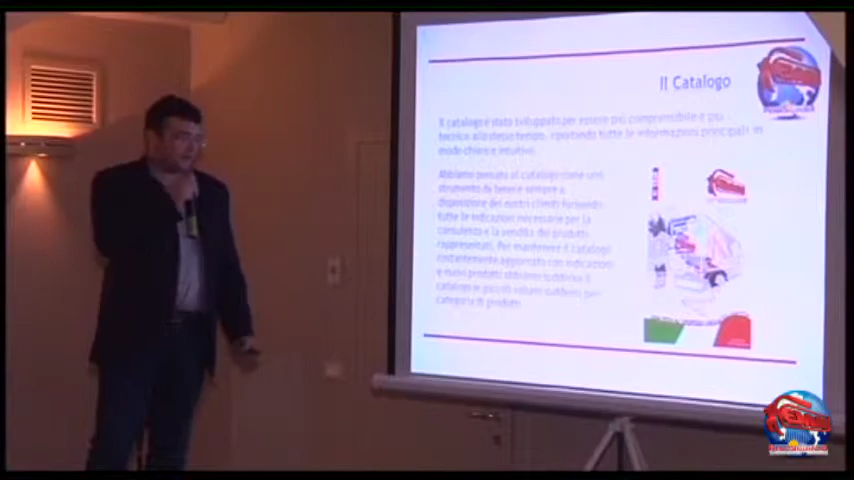 Il Catalogo
Il catalogo è stato sviluppato per essere più comprensibile e più
tecnico allo stesso tempo, riportando tutte le informazioni principali in
modo chiaro e intuitivo.
Abbiamo pensato al catalogo come uno
strumento da tenere sempre a
disposizione dei nostri clienti fornendo
tutte le indicazioni necessarie per la
consulenza e la vendita dei prodotti
rappresentati. Per mantenere il catalogo
costantemente aggiornato con indicazioni
e nuovi prodotti abbiamo suddiviso il
catalogo in piccoli volumi suddivisi per
categoria di prodotti.